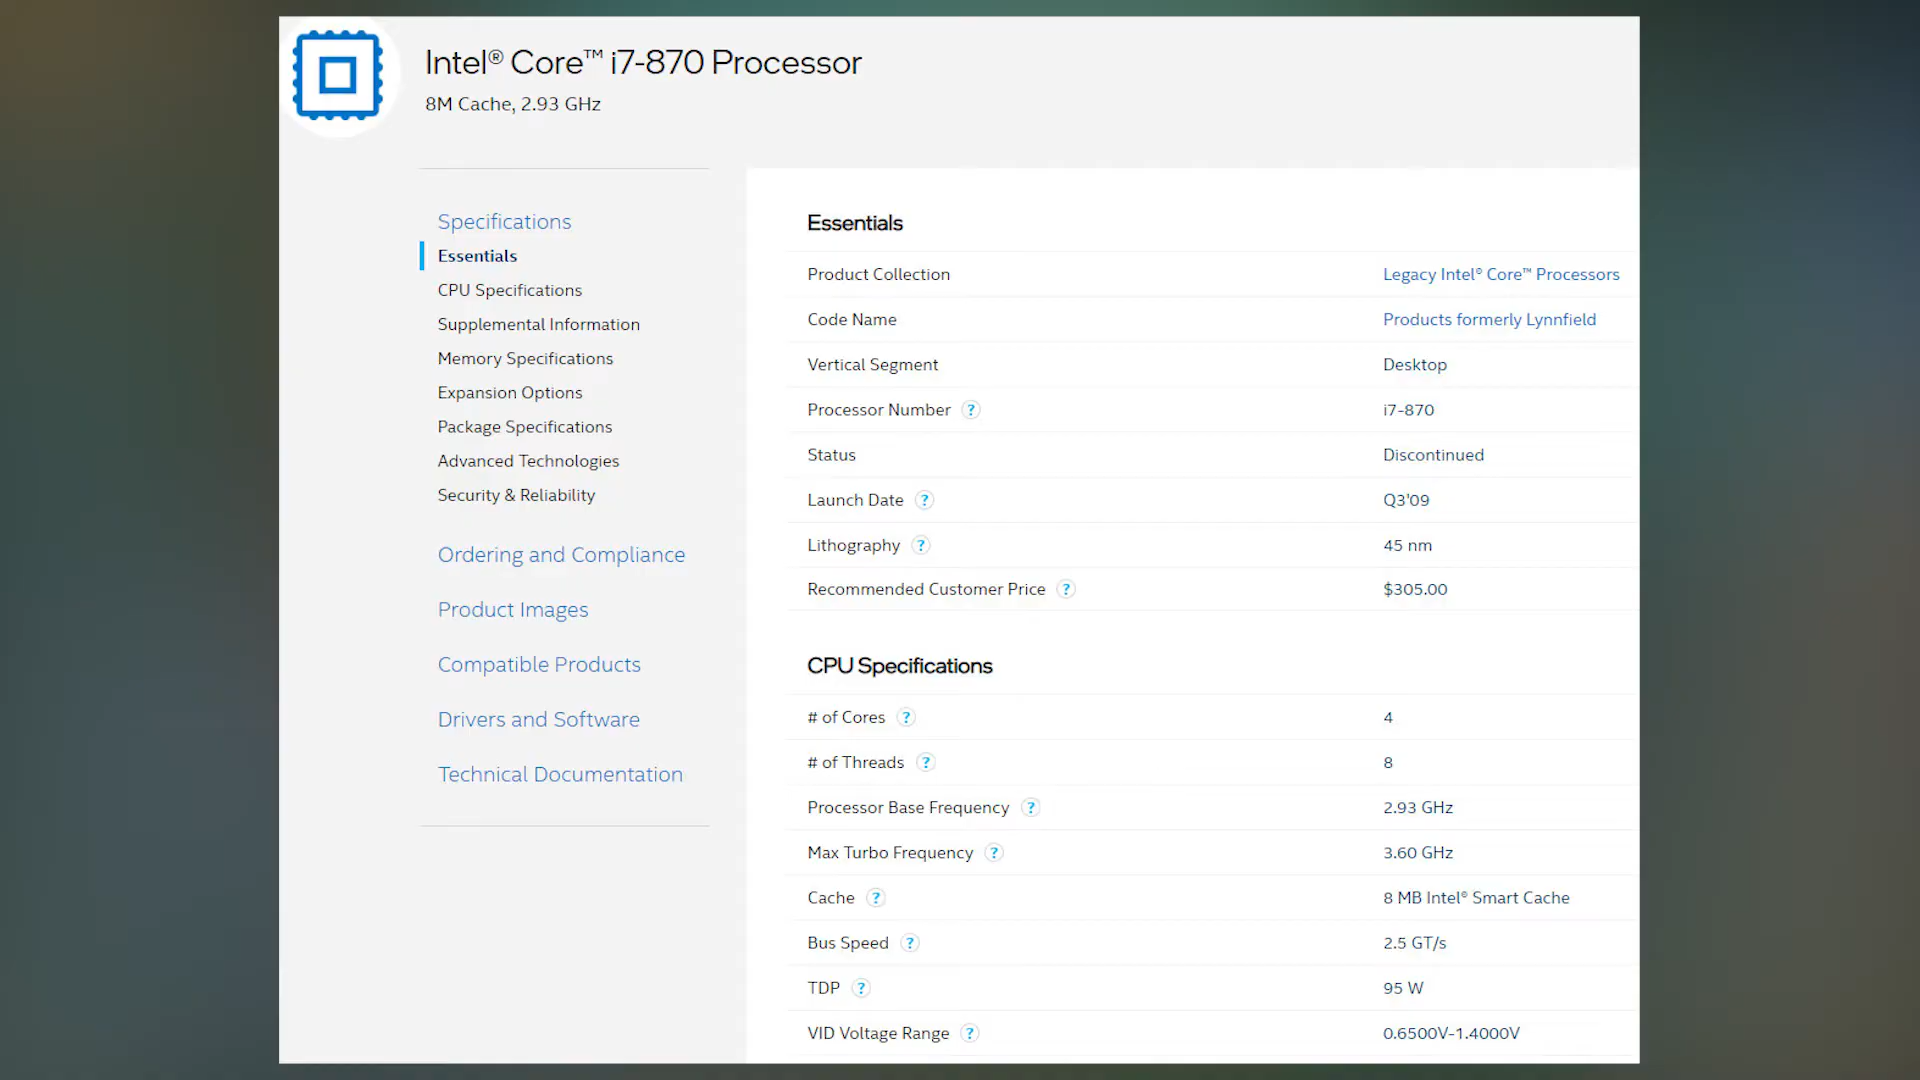 Intel® Core™ i7-870 Processor
8M Cache, 2.93 GHz
Specifications
Essentials
CPU Specifications
Supplemental Information
Memory Specifications
Expansion Options
Package Specifications
Advanced Technologies
Security & Reliability
Ordering and Compliance
Product Images
Compatible Products
Drivers and Software
Technical Documentation
Essentials
Product Collection Legacy Intel® Core™ Processors
Code Name Products formerly Lynnfield
Vertical Segment Desktop
Processor Number ? i7-870
Status Discontinued
Launch Date ? Q3'09
Lithography ? 45 nm
Recommended Customer Price ? $305.00
CPU Specifications
# of Cores ? 4
# of Threads ? 8
Processor Base Frequency ? 2.93 GHz
Max Turbo Frequency ? 3.60 GHz
Cache ? 8 MB Intel® Smart Cache
Bus Speed ? 2.5 GT/s
TDP ? 95 W
VID Voltage Range ? 0.6500V-1.4000V